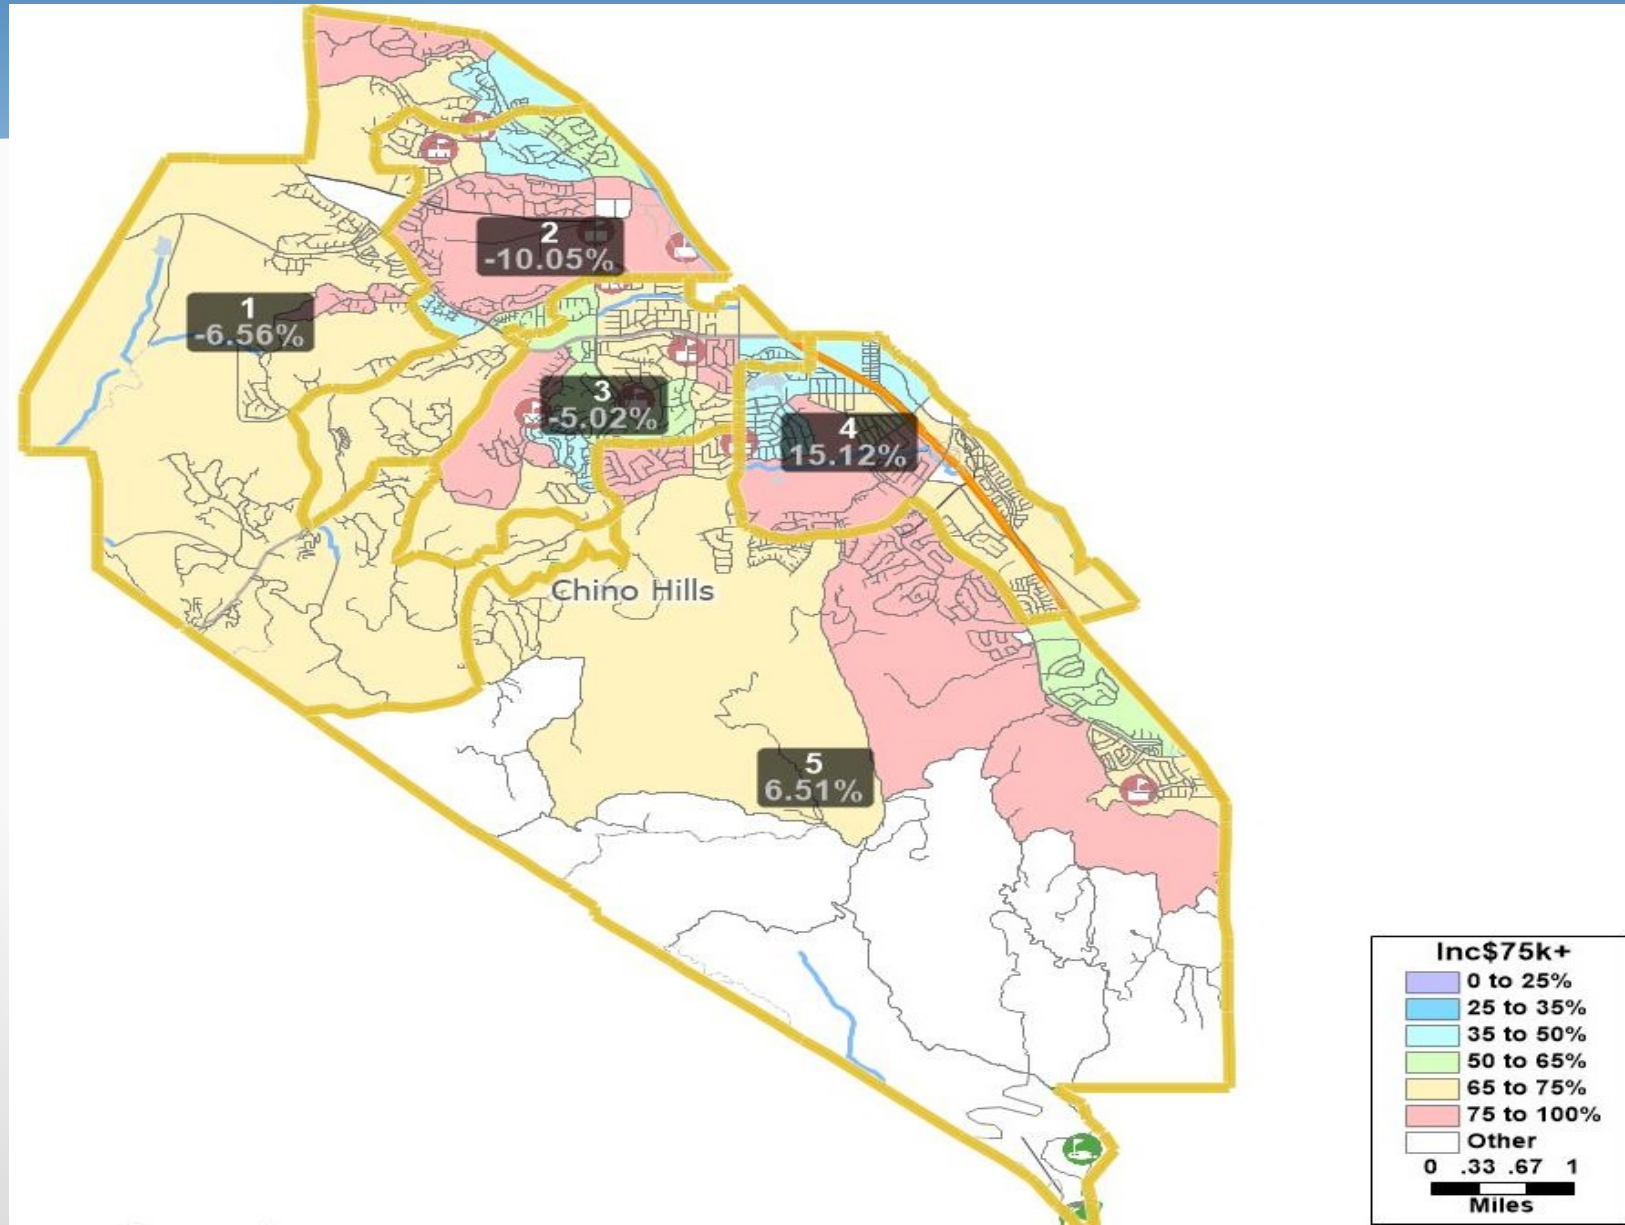 2
-10.05%
1
-6.56%
3
-5.02%
4
15.12%
Chino Hills
5
6.51%
Inc$75k+
0 to 25%
25 to 35%
35 to 50%
50 to 65%
65 to 75%
75 to 100%
Other
0 .33 .67 1
Miles